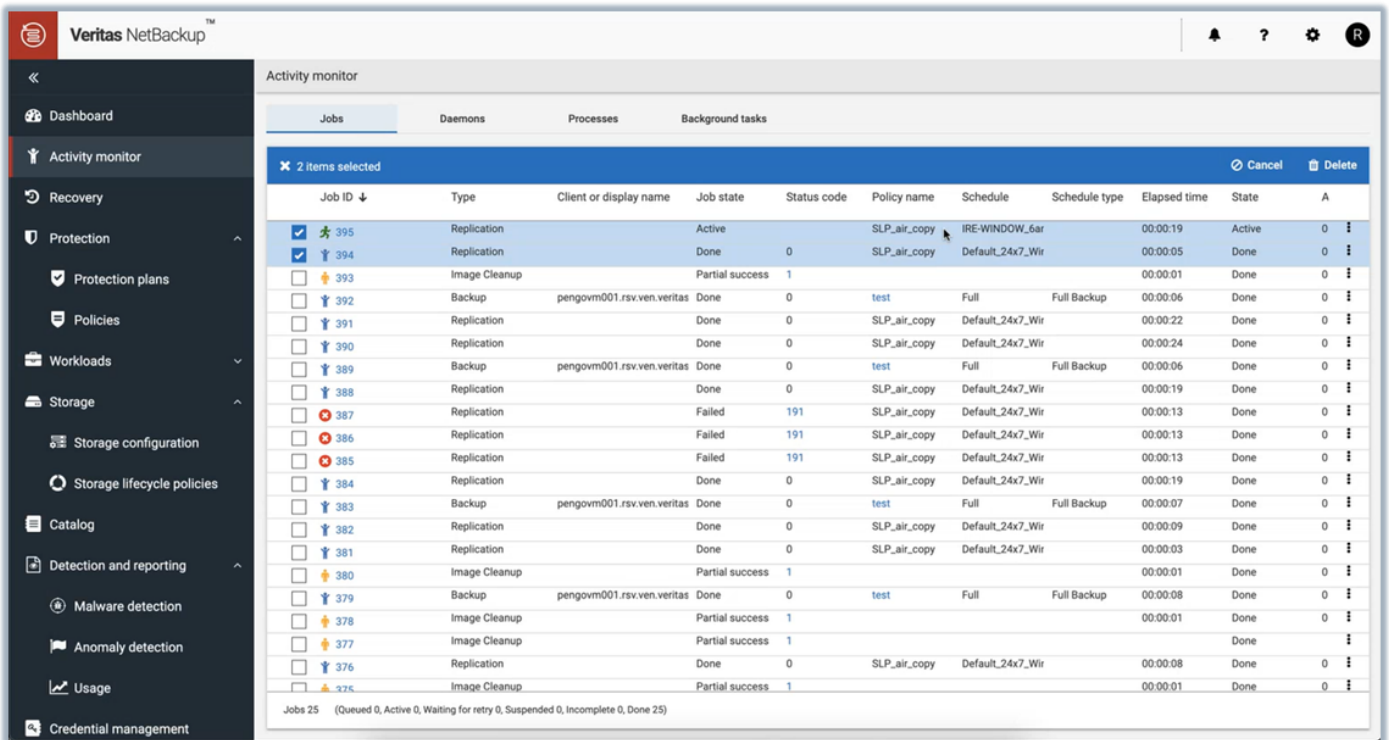 Veritas NetBackup™
R
Activity monitor
Dashboard
Activity monitor
Recovery
Protection
Protection plans
Policies
Workloads
Storage
Storage configuration
Storage lifecycle policies
Catalog
Detection and reporting
Malware detection
Anomaly detection
Usage
Credential management
Jobs Daemons Processes Background tasks
2 items selected Cancel Delete
Job ID Type Client or display name Job state Status code Policy name Schedule Schedule type Elapsed time State A
395 Replication Active SLP_air_copy IRE-WINDOW_6ar 00:00:19 Active 0
394 Replication Done 0 SLP_air_copy Default_24x7_Wir 00:00:05 Done 0
393 Image Cleanup Partial success 1 00:00:01 Done 0
392 Backup pengovm001.rsv.ven.veritas Done 0 test Full Full Backup 00:00:06 Done 0
391 Replication Done 0 SLP_air_copy Default_24x7_Wir 00:00:22 Done 0
390 Replication Done 0 SLP_air_copy Default_24x7_Wir 00:00:24 Done 0
389 Backup pengovm001.rsv.ven.veritas Done 0 test Full Full Backup 00:00:06 Done 0
388 Replication Done 0 SLP_air_copy Default_24x7_Wir 00:00:19 Done 0
387 Replication Failed 191 SLP_air_copy Default_24x7_Wir 00:00:13 Done 0
386 Replication Failed 191 SLP_air_copy Default_24x7_Wir 00:00:13 Done 0
385 Replication Failed 191 SLP_air_copy Default_24x7_Wir 00:00:13 Done 0
384 Replication Done 0 SLP_air_copy Default_24x7_Wir 00:00:19 Done 0
383 Backup pengovm001.rsv.ven.veritas Done 0 test Full Full Backup 00:00:07 Done 0
382 Replication Done 0 SLP_air_copy Default_24x7_Wir 00:00:09 Done 0
381 Replication Done 0 SLP_air_copy Default_24x7_Wir 00:00:03 Done 0
380 Image Cleanup Partial success 1 00:00:01 Done 0
379 Backup pengovm001.rsv.ven.veritas Done 0 test Full Full Backup 00:00:08 Done 0
378 Image Cleanup Partial success 1 00:00:01 Done 0
377 Image Cleanup Partial success 1 Done
376 Replication Done 0 SLP_air_copy Default_24x7_Wir 00:00:08 Done 0
375 Image Cleanup Partial success 1 00:00:01 Done 0
Jobs 25 (Queued 0, Active 0, Waiting for retry 0, Suspended 0, Incomplete 0, Done 25)